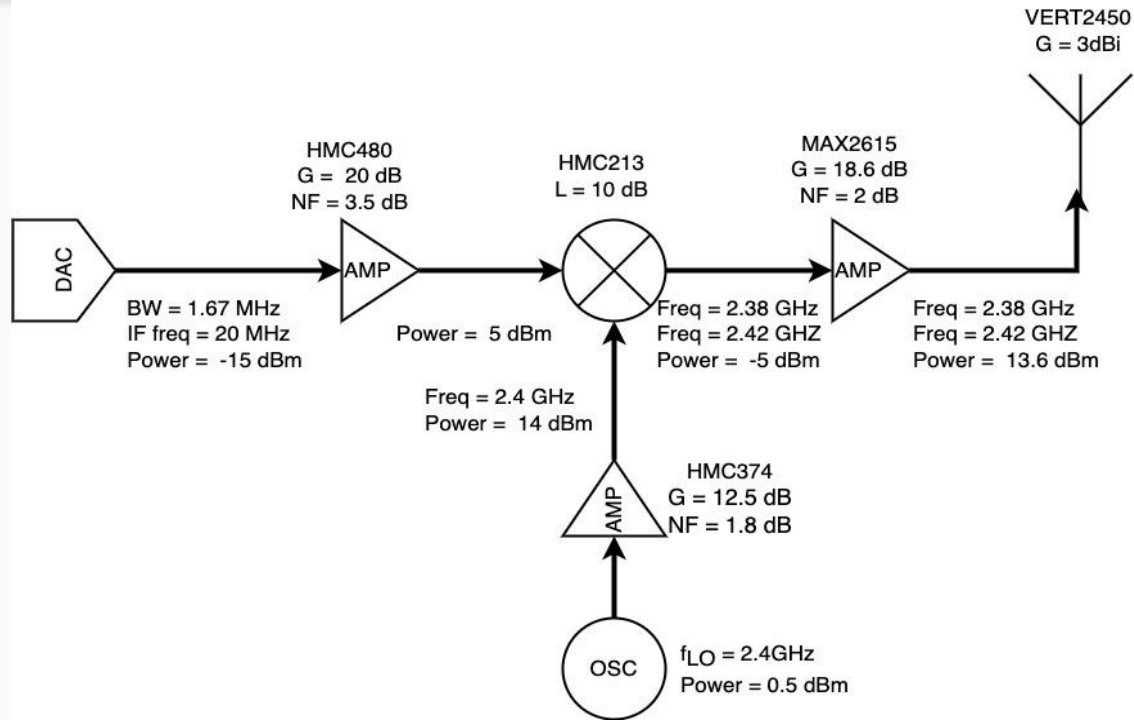 VERT2450
G = 3dBi
HMC480
G =  20 dB
NF = 3.5 dB
HMC213
L = 10 dB
MAX2615
G = 18.6 dB
NF = 2 dB
DAC
AMP
AMP
BW = 1.67 MHz
IF freq = 20 MHz
Power =  -15 dBm
Power =  5 dBm
Freq = 2.38 GHz
Freq = 2.42 GHZ
Power =  -5 dBm
Freq = 2.38 GHz
Freq = 2.42 GHZ
Power =  13.6 dBm
Freq = 2.4 GHz
Power =  14 dBm
AMP
HMC374
G = 12.5 dB
NF = 1.8 dB
OSC
fLO = 2.4GHz
Power = 0.5 dBm